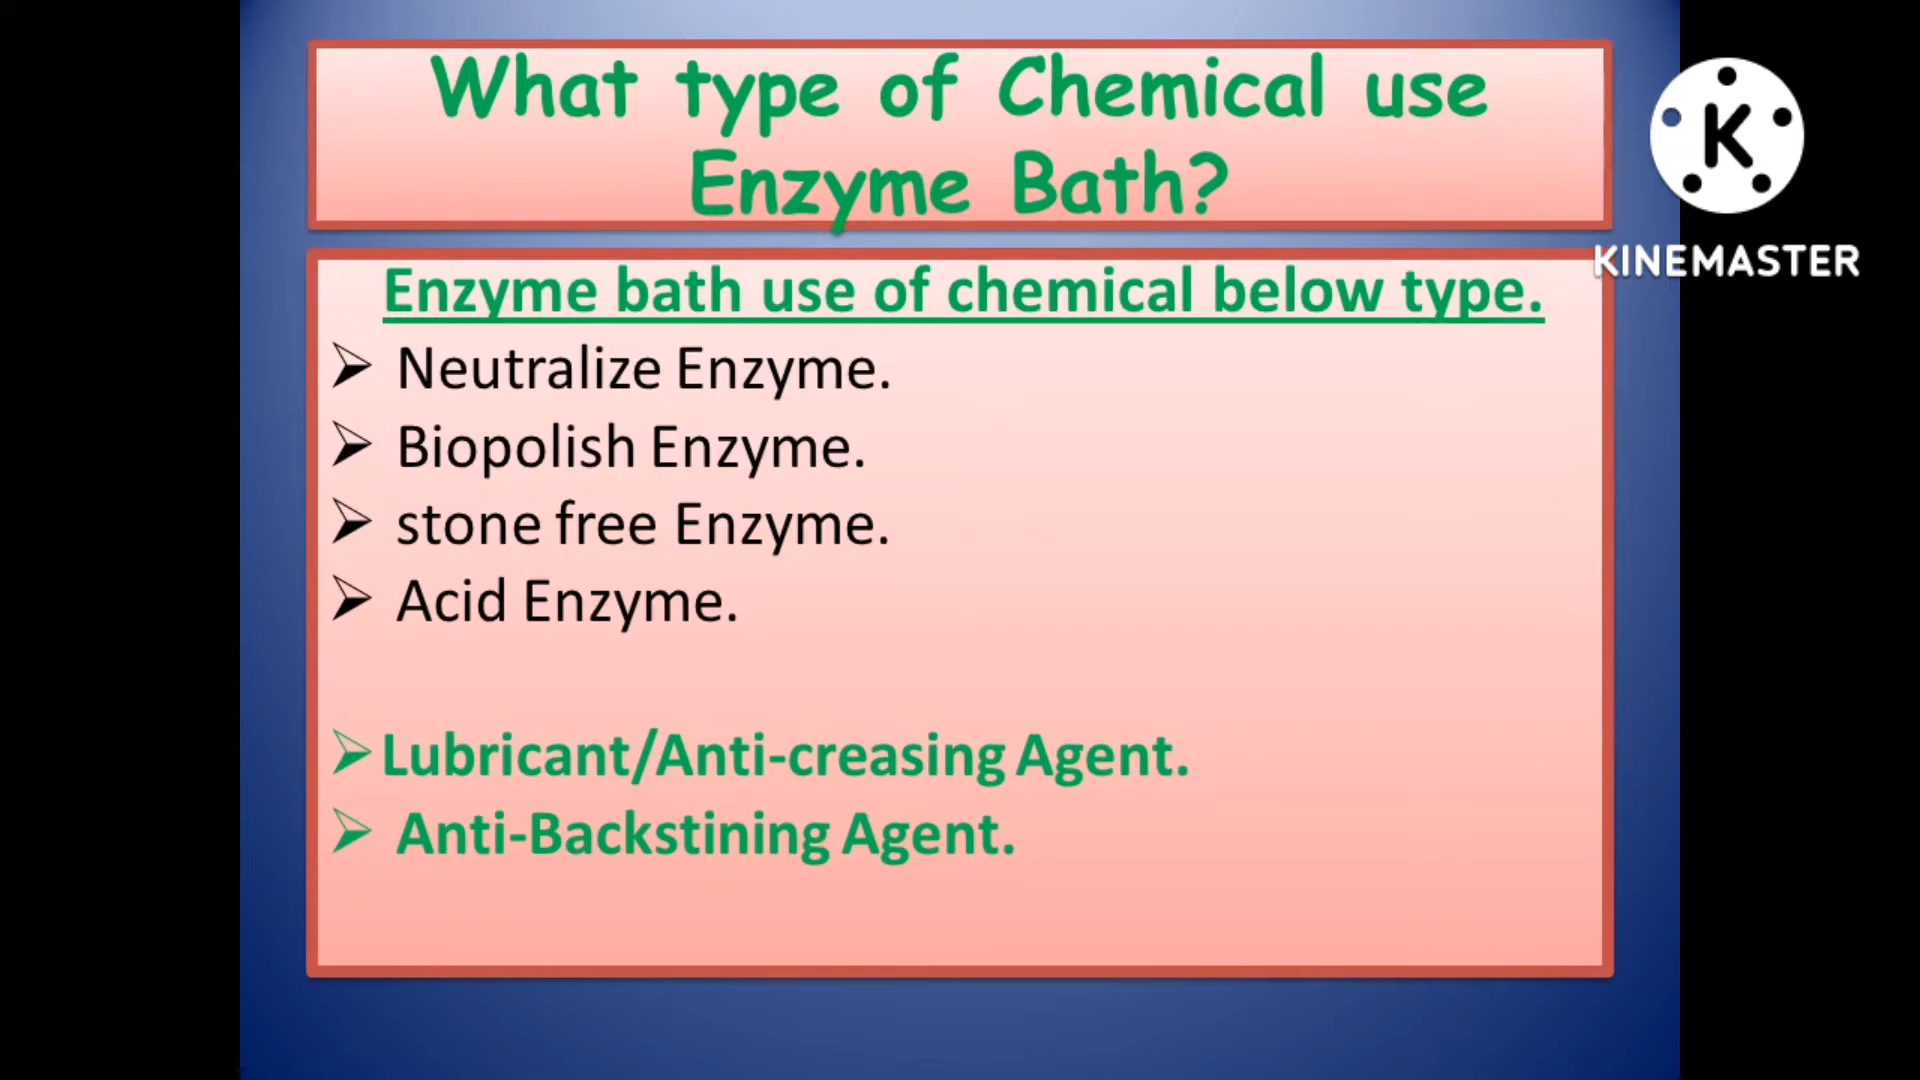 What type of Chemical use
Enzyme Bath?
K
KINEMASTER
Enzyme bath use of chemical below type.
➢ Neutralize Enzyme.
➢ Biopolish Enzyme.
➢ stone free Enzyme.
➢ Acid Enzyme.
➢ Lubricant/Anti-creasing Agent.
➢ Anti-Backstining Agent.